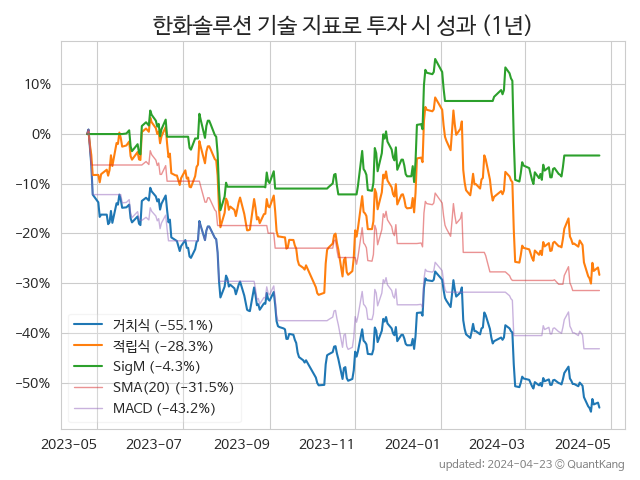 한화솔루션 기술 지표로 투자 시 성과 (1년)
10%
0%
−10%
−20%
−30%
−40%
−50%
거치식 (−55.1%)
적립식 (−28.3%)
SigM (−4.3%)
SMA(20) (−31.5%)
MACD (−43.2%)
2023-05 2023-07 2023-09 2023-11 2024-01 2024-03 2024-05
updated: 2024-04-23 © QuantKang